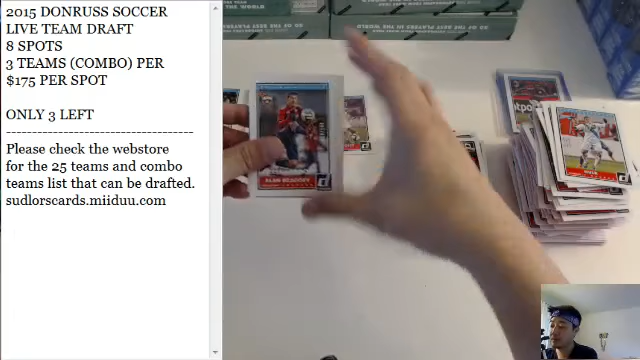 2015 DONRUSS SOCCER
LIVE TEAM DRAFT
8 SPOTS
3 TEAMS (COMBO) PER
$175 PER SPOT
ONLY 3 LEFT
Please check the webstore
for the 25 teams and combo
teams list that can be drafted.
sudlorscards.miiduu.com